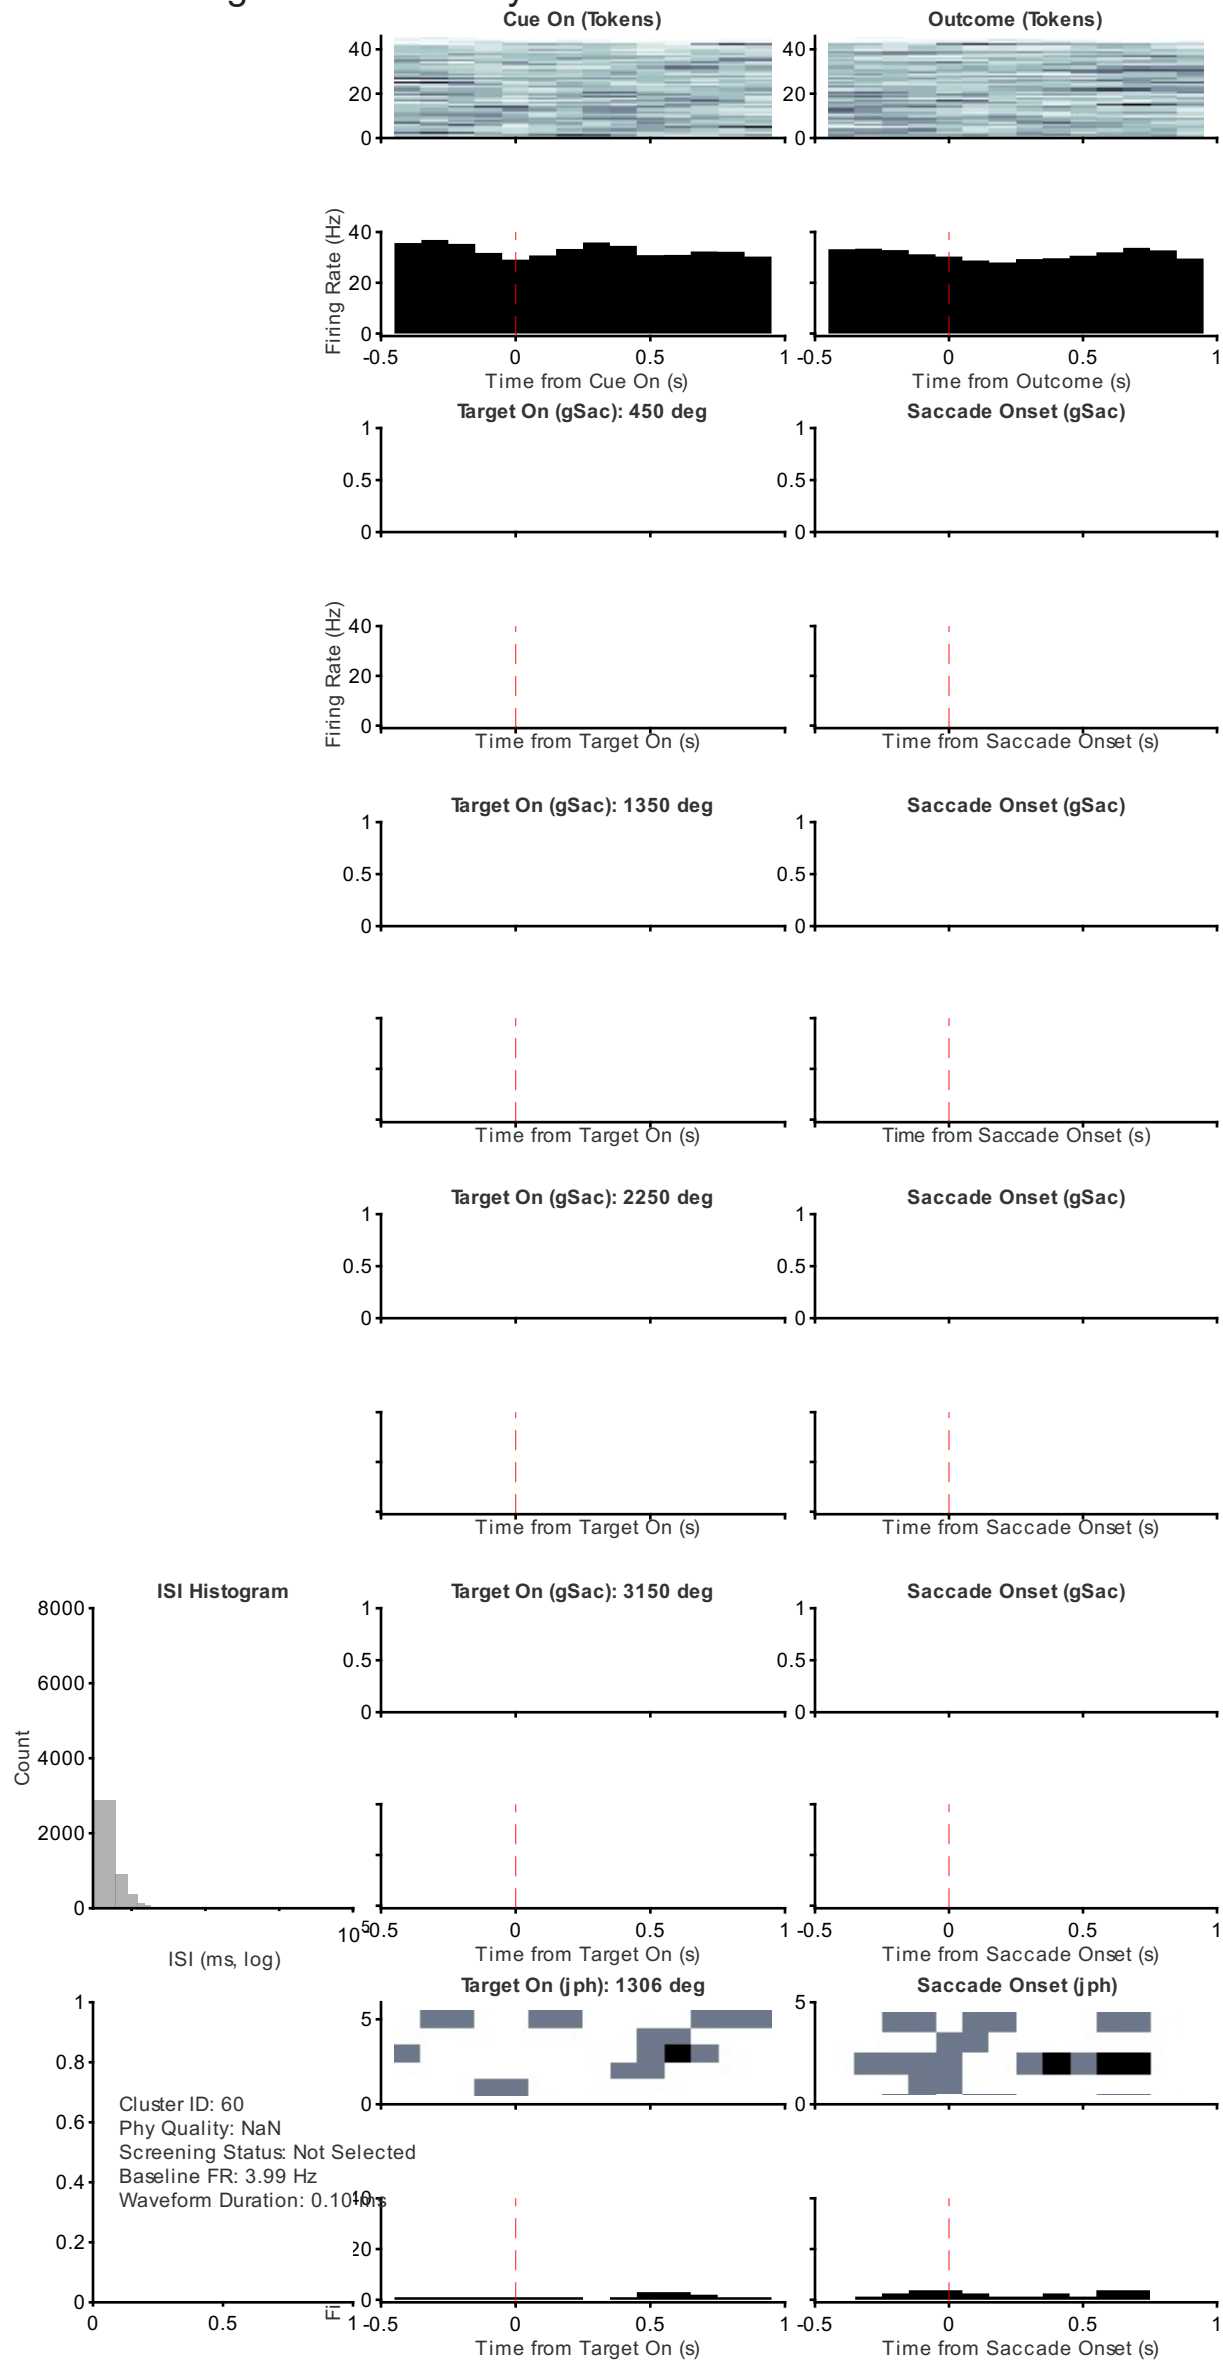 Cue On (Tokens)
Outcome (Tokens)
40
20
0
40
20
0
Firing Rate (Hz)
40
20
0
-0.5
0
0.5
1
-0.5
0
0.5
1
Time from Cue On (s)
Time from Outcome (s)
Target On (gSac): 450 deg
Saccade Onset (gSac)
1
0.5
0
1
0.5
0
Firing Rate (Hz)
40
20
0
Time from Target On (s)
Time from Saccade Onset (s)
Target On (gSac): 1350 deg
Saccade Onset (gSac)
1
0.5
0
1
0.5
0
Time from Target On (s)
Time from Saccade Onset (s)
Target On (gSac): 2250 deg
Saccade Onset (gSac)
1
0.5
0
1
0.5
0
Time from Target On (s)
Time from Saccade Onset (s)
ISI Histogram
Target On (gSac): 3150 deg
Saccade Onset (gSac)
8000
6000
4000
2000
0
Count
10^5
ISI (ms, log)
1
0.5
0
1
0.5
0
-0.5
0
0.5
1
-0.5
0
0.5
1
Time from Target On (s)
Time from Saccade Onset (s)
Target On (jph): 1306 deg
Saccade Onset (jph)
1
0.8
0.6
0.4
0.2
0
0
0.5
1
Cluster ID: 60
Phy Quality: NaN
Screening Status: Not Selected
Baseline FR: 3.99 Hz
Waveform Duration: 0.10 ms
5
0
5
0
40
20
0
-0.5
0
0.5
1
-0.5
0
0.5
1
Time from Target On (s)
Time from Saccade Onset (s)